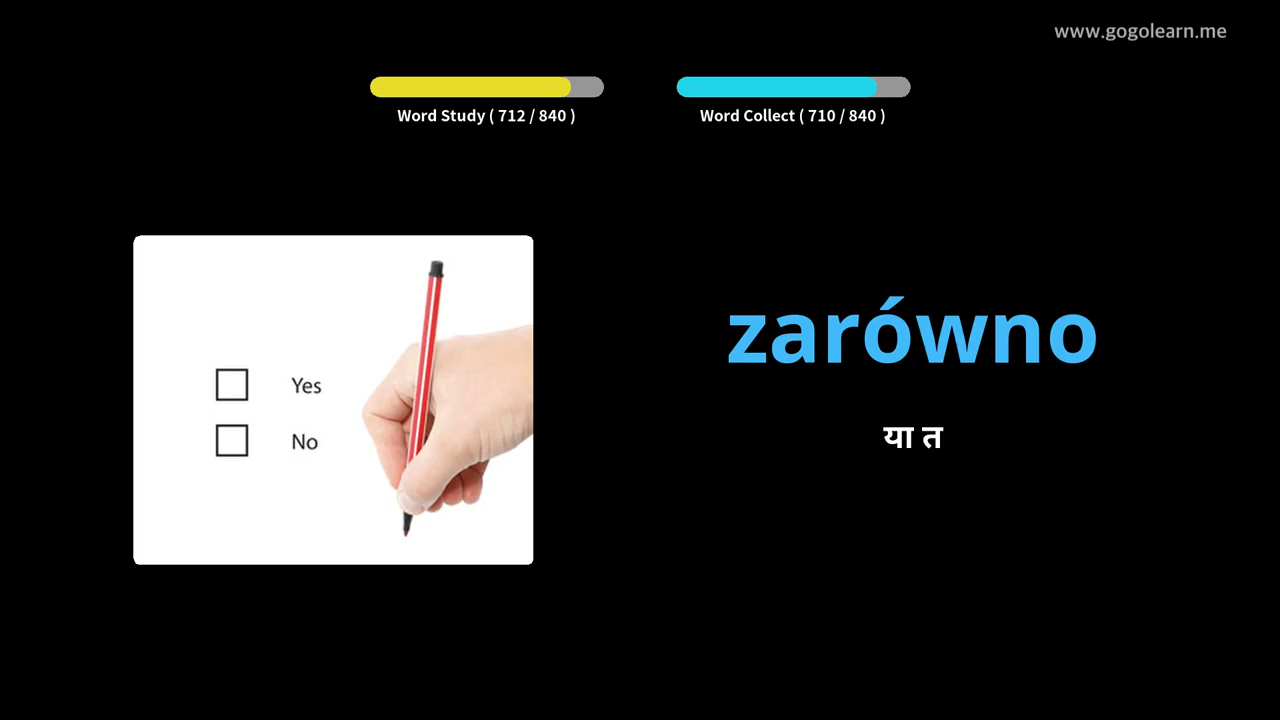 www.gogolearn.me
Word Study ( 712 / 840 )
Word Collect ( 710 / 840 )
zarówno
या त
Yes
No